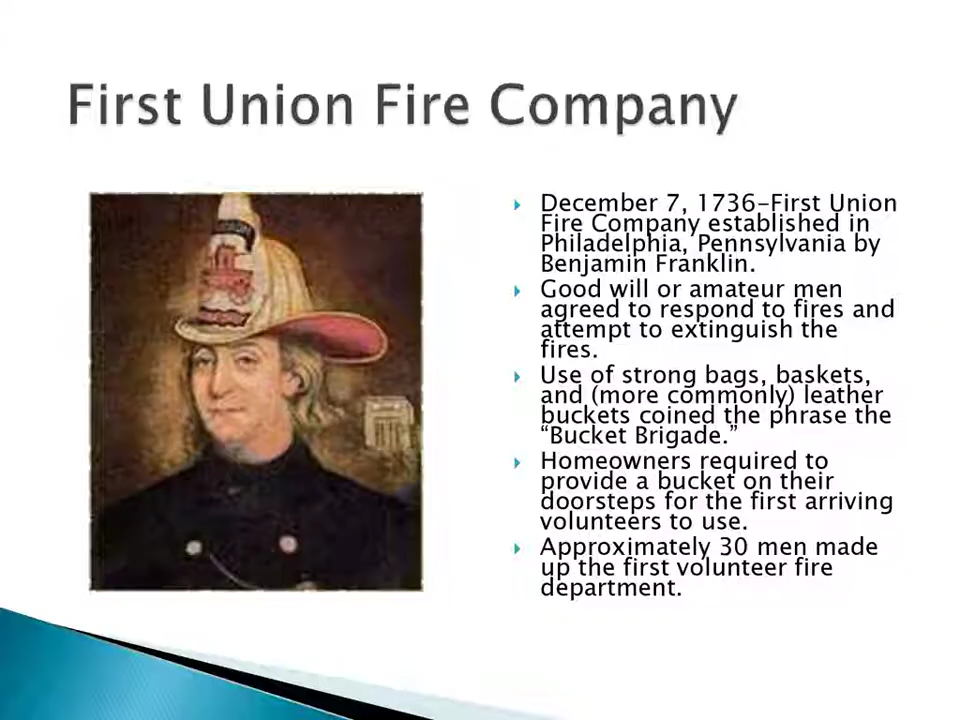 First Union Fire Company
December 7, 1736-First Union
Fire Company established in
Philadelphia, Pennsylvania by
Benjamin Franklin.
Good will or amateur men
agreed to respond to fires and
attempt to extinguish the
fires.
Use of strong bags, baskets,
and (more commonly) leather
buckets coined the phrase the
“Bucket Brigade.”
Homeowners required to
provide a bucket on their
doorsteps for the first arriving
volunteers to use.
Approximately 30 men made
up the first volunteer fire
department.